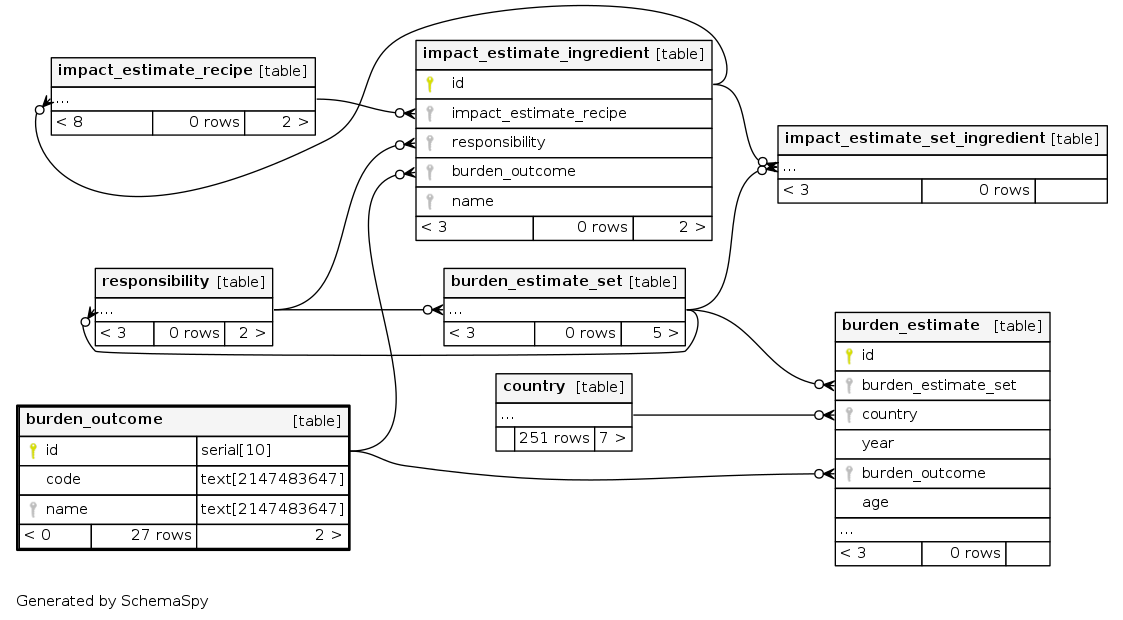 impact_estimate_recipe [table]
...
< 8 0 rows 2 >
impact_estimate_ingredient [table]
id
impact_estimate_recipe
responsibility
burden_outcome
name
< 3 0 rows 2 >
impact_estimate_set_ingredient [table]
...
< 3 0 rows
responsibility [table]
...
< 3 0 rows 2 >
burden_estimate_set [table]
...
< 3 0 rows 5 >
burden_estimate [table]
id
burden_estimate_set
country
year
burden_outcome
age
...
< 3 0 rows
country [table]
...
251 rows 7 >
burden_outcome [table]
id serial[10]
code text[2147483647]
name text[2147483647]
< 0 27 rows 2 >
Generated by SchemaSpy